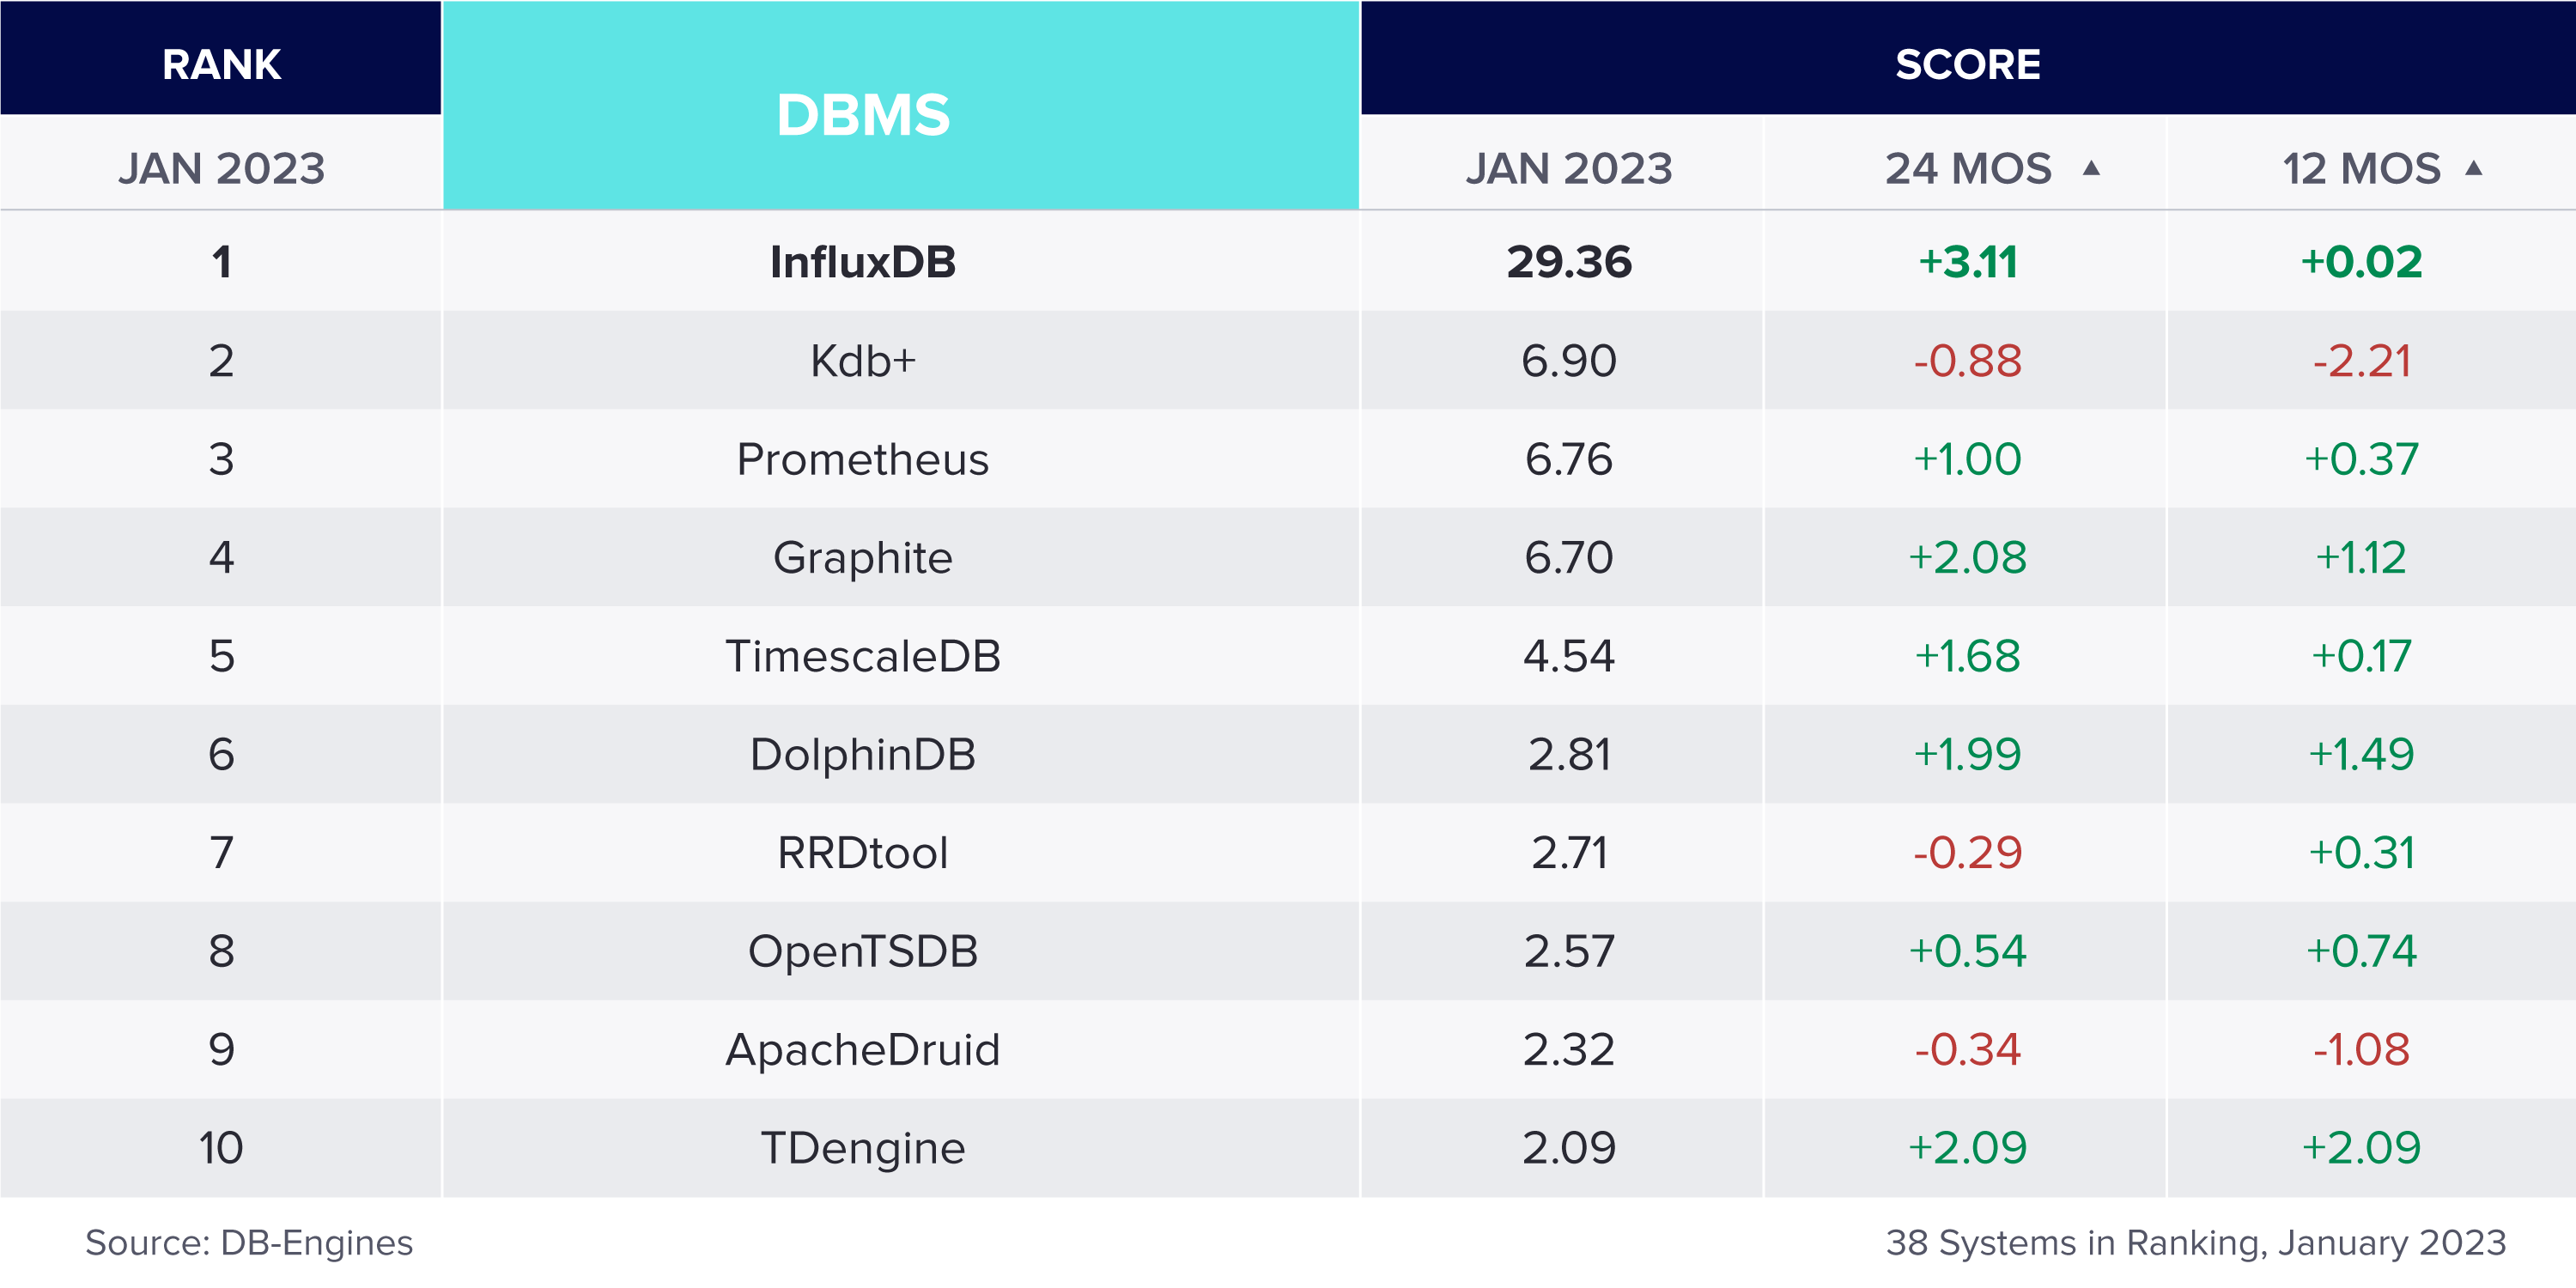 RANK DBMS SCORE
JAN 2023 JAN 2023 24 MOS ▲ 12 MOS ▲
1 InfluxDB 29.36 +3.11 +0.02
2 Kdb+ 6.90 -0.88 -2.21
3 Prometheus 6.76 +1.00 +0.37
4 Graphite 6.70 +2.08 +1.12
5 TimescaleDB 4.54 +1.68 +0.17
6 DolphinDB 2.81 +1.99 +1.49
7 RRDtool 2.71 -0.29 +0.31
8 OpenTSDB 2.57 +0.54 +0.74
9 ApacheDruid 2.32 -0.34 -1.08
10 TDengine 2.09 +2.09 +2.09
Source: DB-Engines 38 Systems in Ranking, January 2023